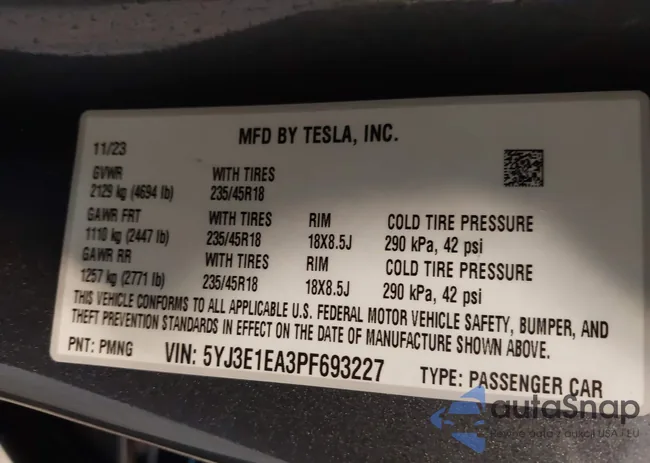 MFD BY TESLA, INC.
11/23
GVWR WITH TIRES
2129 kg (4694 lb) 235/45R18
GAWR FRT WITH TIRES RIM COLD TIRE PRESSURE
1110 kg (2447 lb) 235/45R18 18X8.5J 290 kPa, 42 psi
GAWR RR WITH TIRES RIM COLD TIRE PRESSURE
1257 kg (2771 lb) 235/45R18 18X8.5J 290 kPa, 42 psi
THIS VEHICLE CONFORMS TO ALL APPLICABLE U.S. FEDERAL MOTOR VEHICLE SAFETY, BUMPER, AND
THEFT PREVENTION STANDARDS IN EFFECT ON THE DATE OF MANUFACTURE SHOWN ABOVE.
PNT: PMNG VIN: 5YJ3E1EA3PF693227 TYPE: PASSENGER CAR
autoSnap